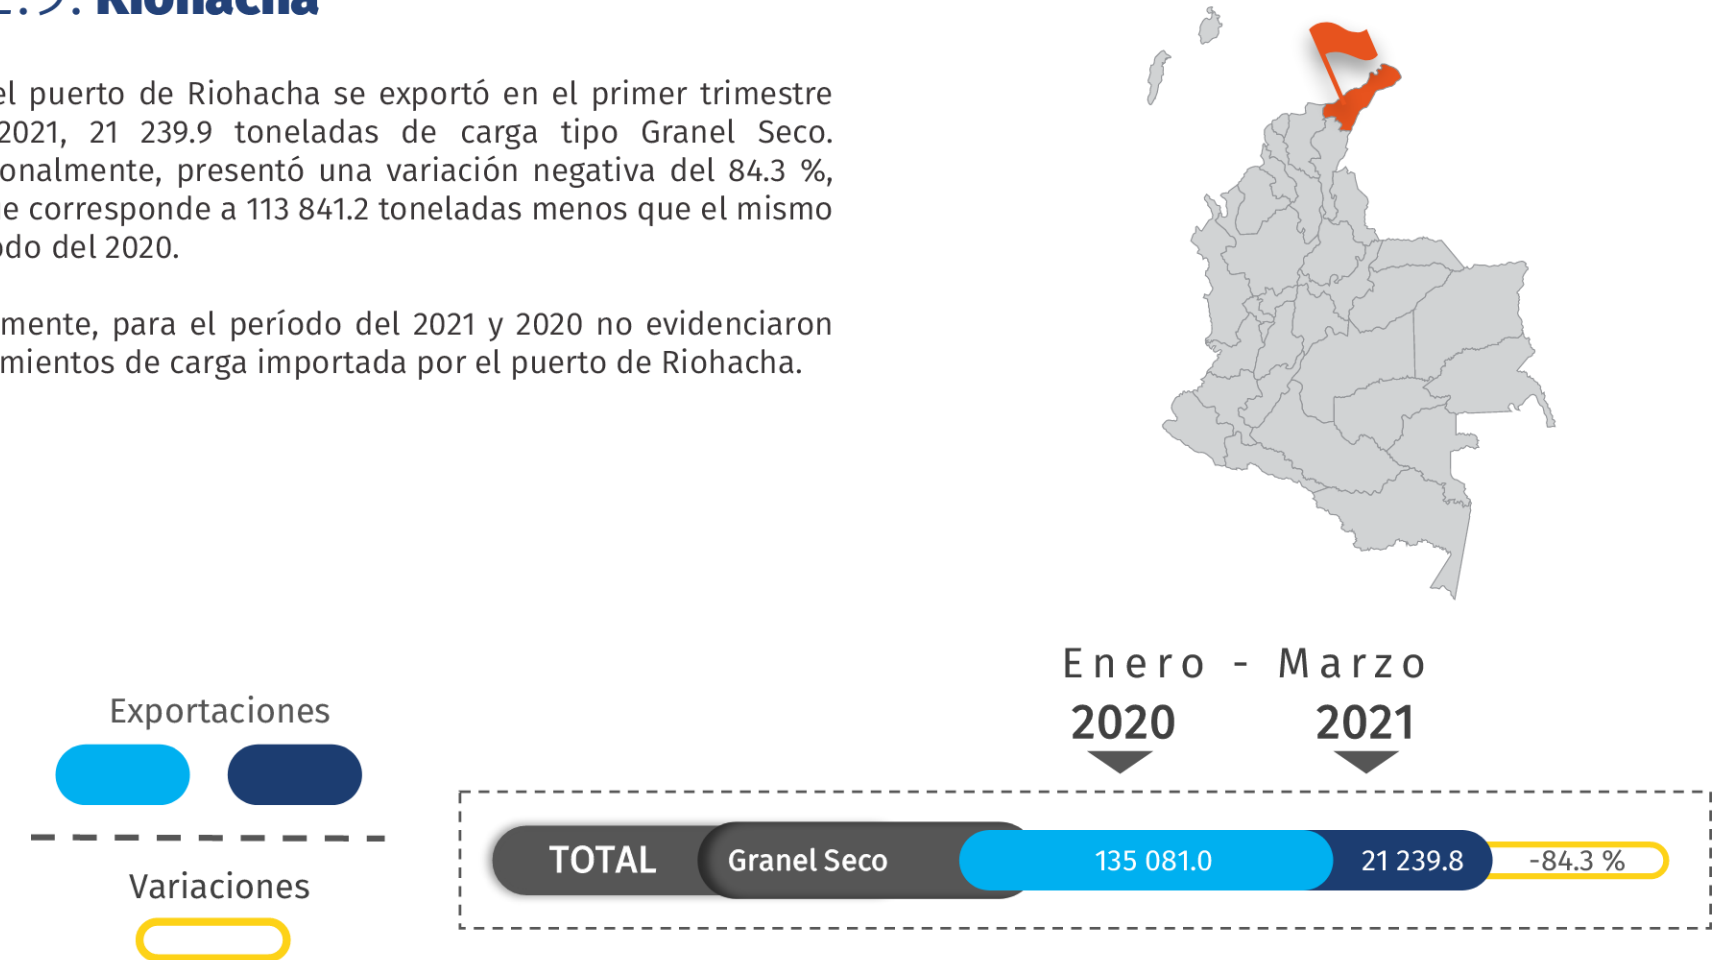 2.9. Riohacha
el puerto de Riohacha se exportó en el primer trimestre
2021, 21 239.9 toneladas de carga tipo Granel Seco.
onalmente, presentó una variación negativa del 84.3 %,
ue corresponde a 113 841.2 toneladas menos que el mismo
odo del 2020.
mente, para el período del 2021 y 2020 no evidenciaron
mientos de carga importada por el puerto de Riohacha.
Enero - Marzo
2020 2021
Exportaciones
Variaciones
TOTAL Granel Seco 135 081.0 21 239.8 -84.3 %